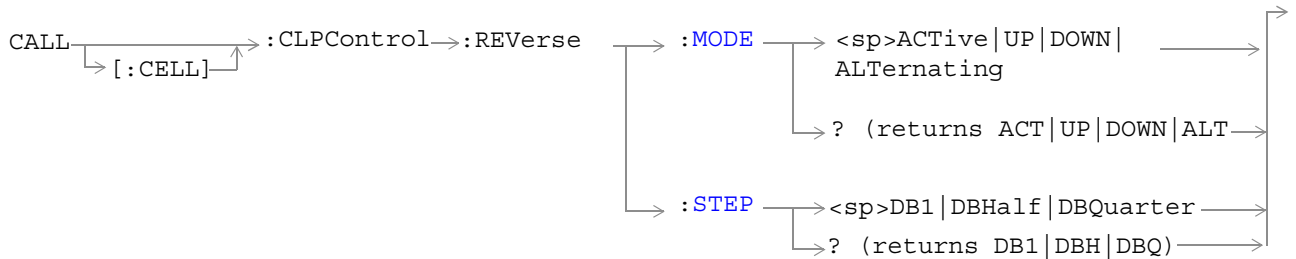 CALL :CLPControl :REVerse :MODE <sp>ACTive|UP|DOWN|
[:CELL] ALTernating
? (returns ACT|UP|DOWN|ALT
:STEP <sp>DB1|DBHalf|DBQuarter
? (returns DB1|DBH|DBQ)